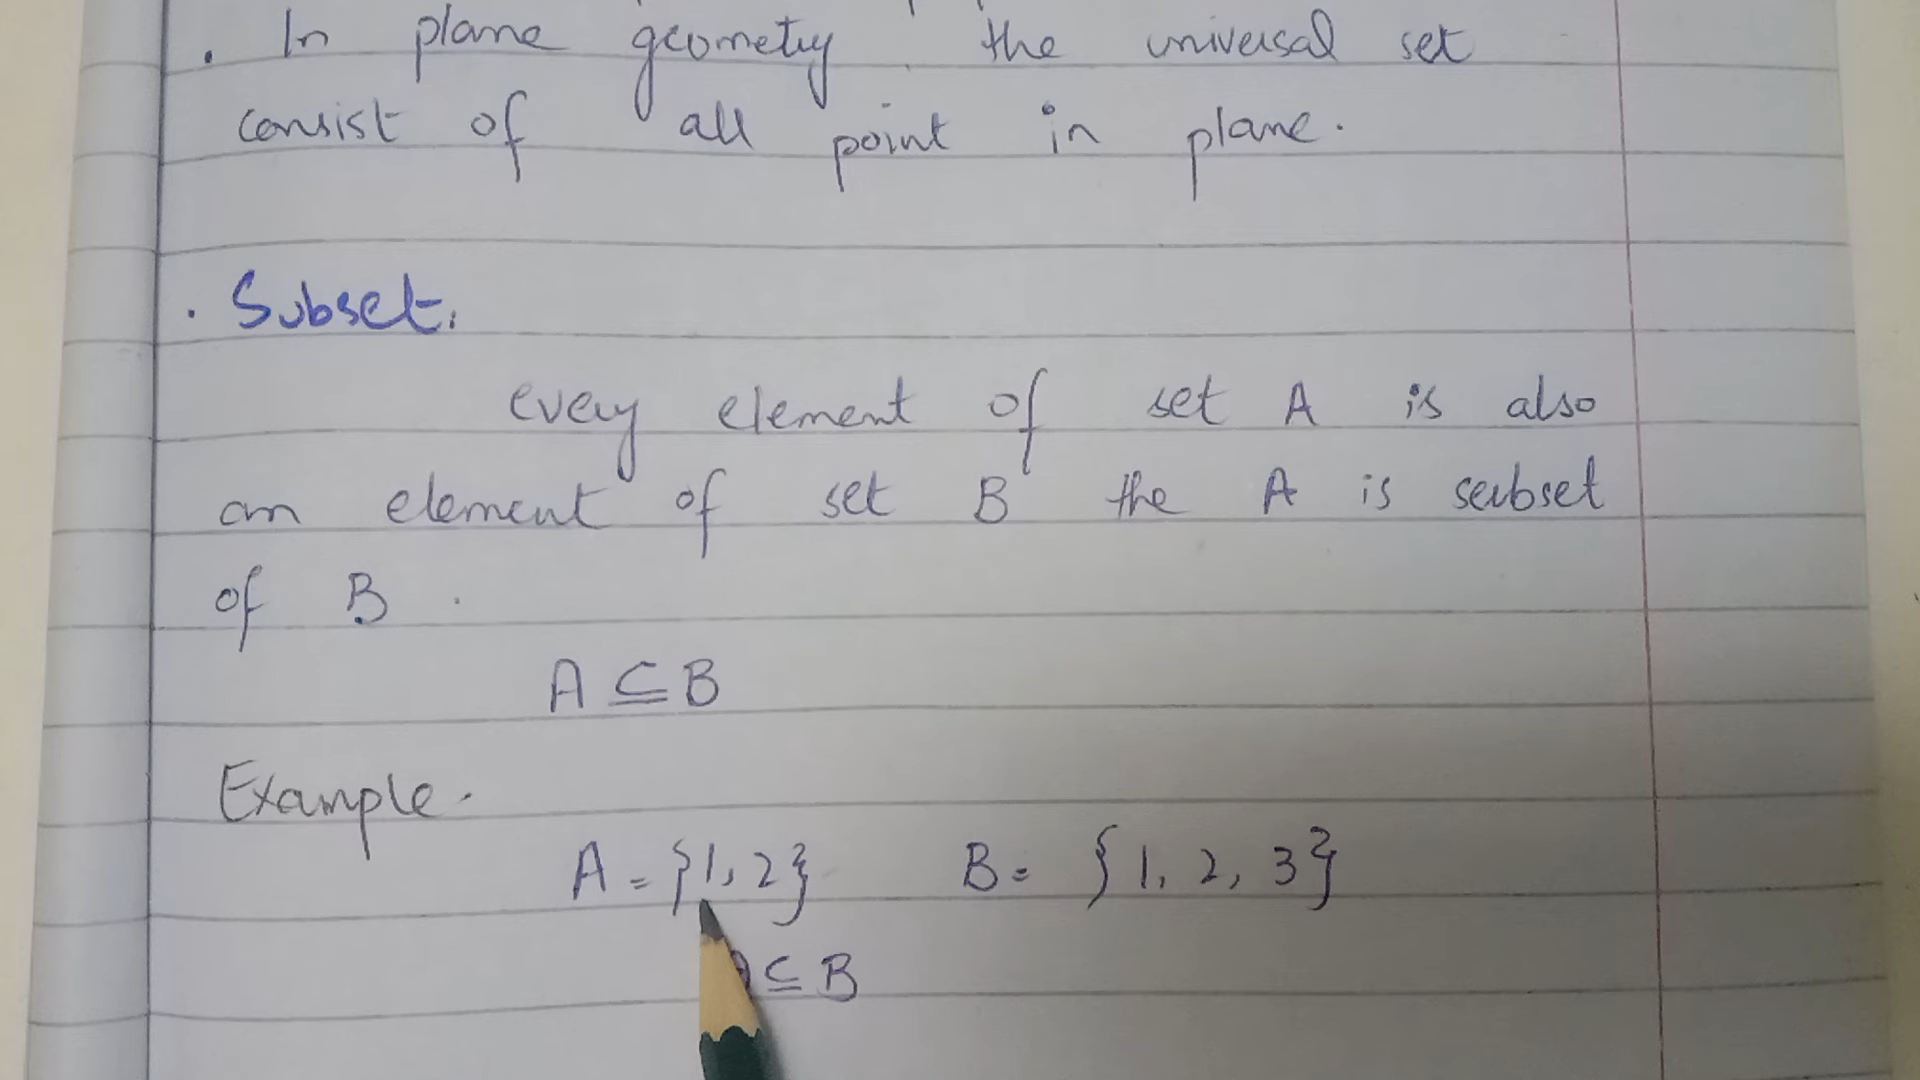 . In plane geometry the universal set
consist of all point in plane.
. Subset.
every element of set A is also
an element of set B the A is subset
of B.
A ⊆ B
Example.
A = {1, 2} B = {1, 2, 3}
⊆ B